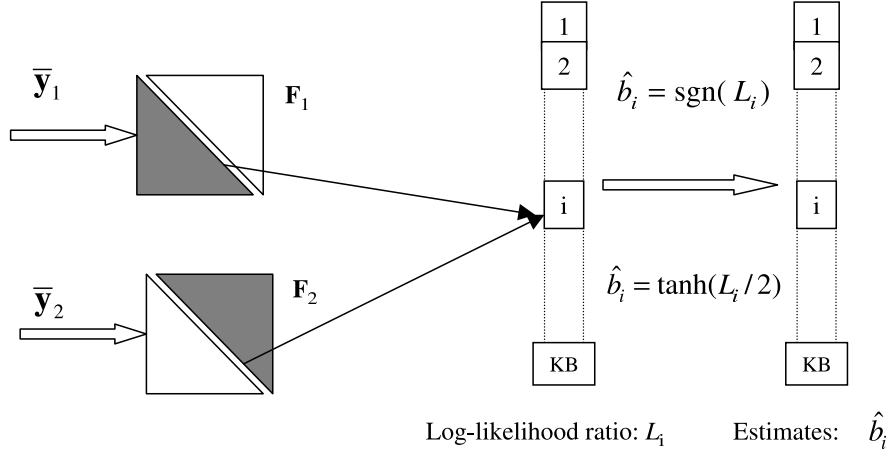 1
1
2
2
ȳ₁
F₁
b̂ᵢ = sgn( Lᵢ)
i
i
ȳ₂
F₂
b̂ᵢ = tanh(Lᵢ/2)
KB
KB
Log-likelihood ratio: Lᵢ
Estimates: b̂ᵢ